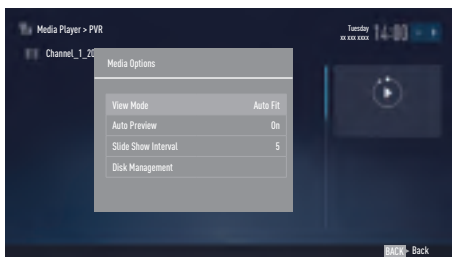 Media Player > PVR
Tuesday
xx xxx xxxx
14:00
Channel_1_20
Media Options
View Mode Auto Fit
Auto Preview On
Slide Show Interval 5
Disk Management
BACK Back